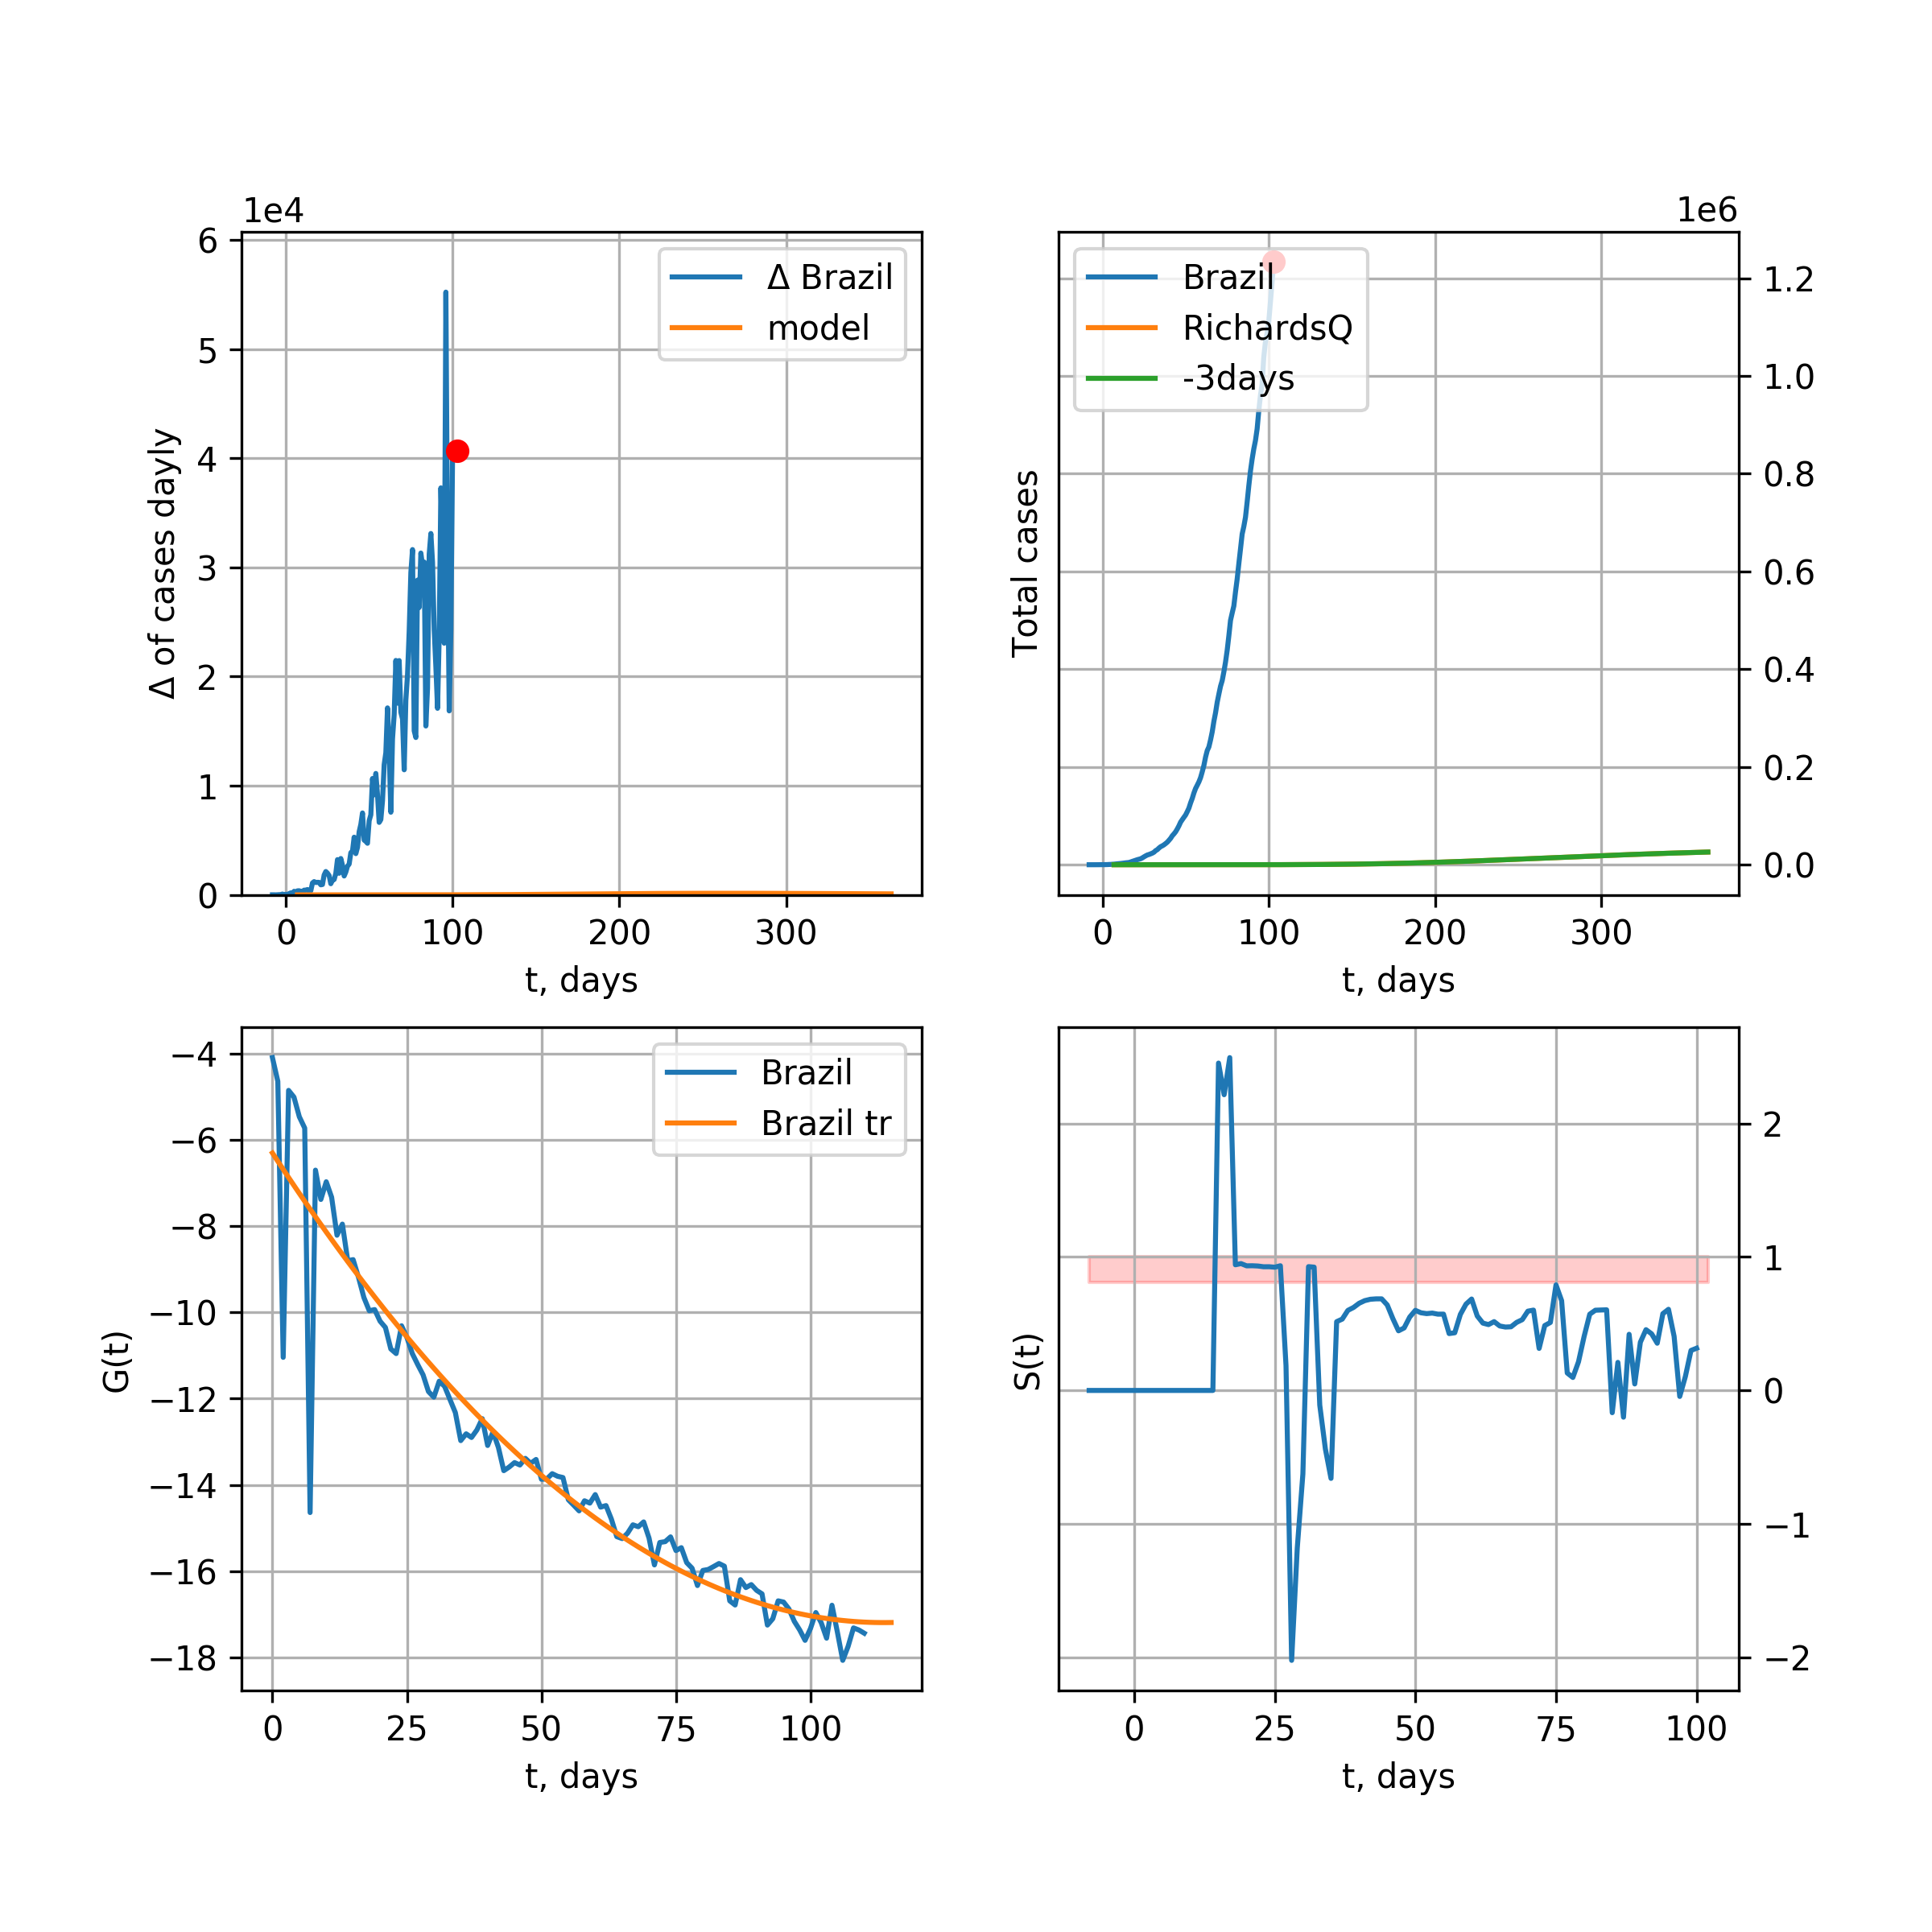 1e4
6
5
4
3
2
1
0
Δ of cases dayly
Δ Brazil
model
0 100 200 300
t, days
1e6
1.2
1.0
0.8
0.6
0.4
0.2
0.0
Total cases
Brazil
RichardsQ
-3days
0 100 200 300
t, days
−4
−6
−8
−10
−12
−14
−16
−18
G(t)
Brazil
Brazil tr
0 25 50 75 100
t, days
2
1
0
−1
−2
S(t)
0 25 50 75 100
t, days